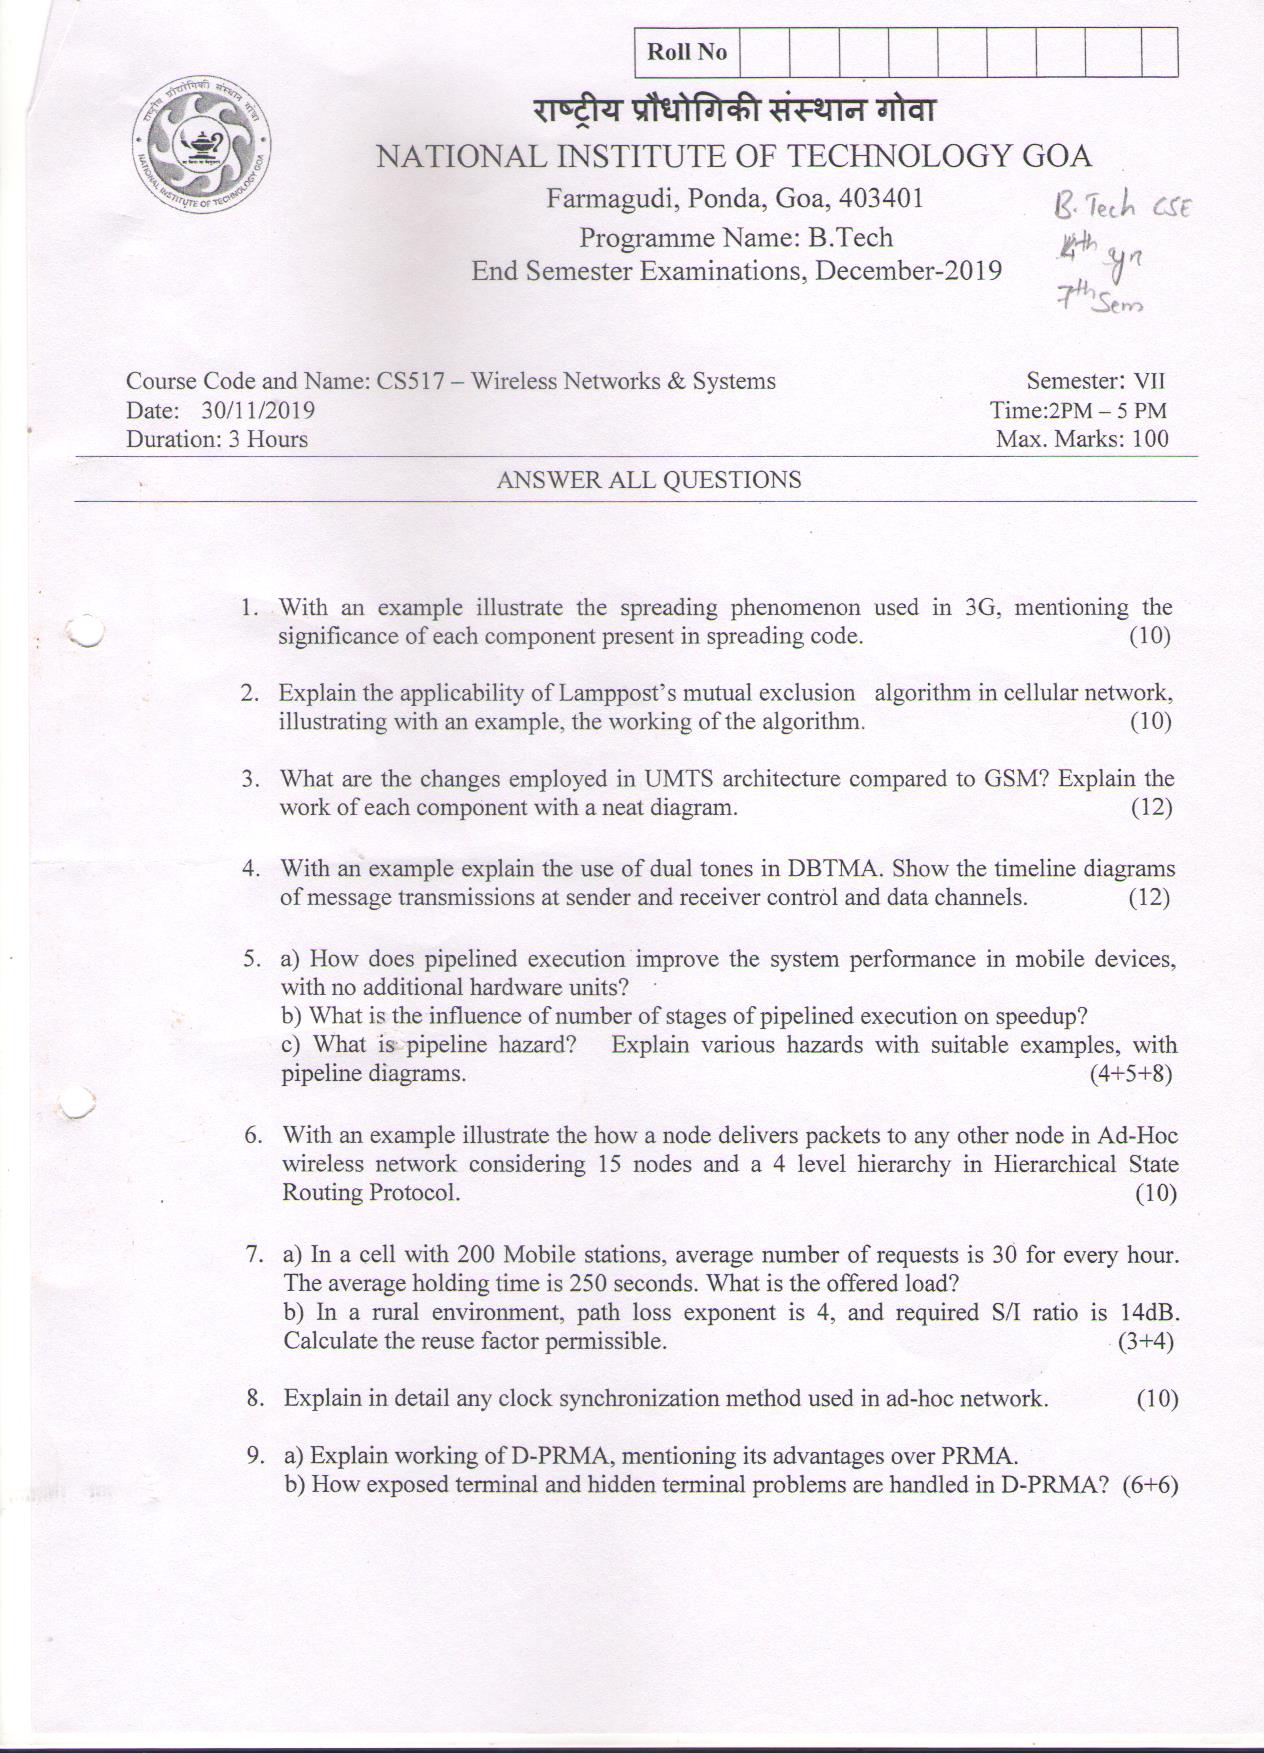 Roll No
राष्ट्रीय प्रौधोगिकी संस्थान गोवा
NATIONAL INSTITUTE OF TECHNOLOGY GOA
Farmagudi, Ponda, Goa, 403401
B.Tech CSE
Programme Name: B.Tech
4th yr
End Semester Examinations, December-2019
7th Sem
राष्ट्रीय प्रौद्योगिकी संस्थान गोवा
NATIONAL INSTITUTE OF TECHNOLOGY GOA
Course Code and Name: CS517 – Wireless Networks & Systems Semester: VII
Date: 30/11/2019 Time:2PM – 5 PM
Duration: 3 Hours Max. Marks: 100
ANSWER ALL QUESTIONS
1. With an example illustrate the spreading phenomenon used in 3G, mentioning the
significance of each component present in spreading code. (10)
2. Explain the applicability of Lamppost's mutual exclusion algorithm in cellular network,
illustrating with an example, the working of the algorithm. (10)
3. What are the changes employed in UMTS architecture compared to GSM? Explain the
work of each component with a neat diagram. (12)
4. With an example explain the use of dual tones in DBTMA. Show the timeline diagrams
of message transmissions at sender and receiver control and data channels. (12)
5. a) How does pipelined execution improve the system performance in mobile devices,
with no additional hardware units?
b) What is the influence of number of stages of pipelined execution on speedup?
c) What is pipeline hazard? Explain various hazards with suitable examples, with
pipeline diagrams. (4+5+8)
6. With an example illustrate the how a node delivers packets to any other node in Ad-Hoc
wireless network considering 15 nodes and a 4 level hierarchy in Hierarchical State
Routing Protocol. (10)
7. a) In a cell with 200 Mobile stations, average number of requests is 30 for every hour.
The average holding time is 250 seconds. What is the offered load?
b) In a rural environment, path loss exponent is 4, and required S/I ratio is 14dB.
Calculate the reuse factor permissible. (3+4)
8. Explain in detail any clock synchronization method used in ad-hoc network. (10)
9. a) Explain working of D-PRMA, mentioning its advantages over PRMA.
b) How exposed terminal and hidden terminal problems are handled in D-PRMA? (6+6)